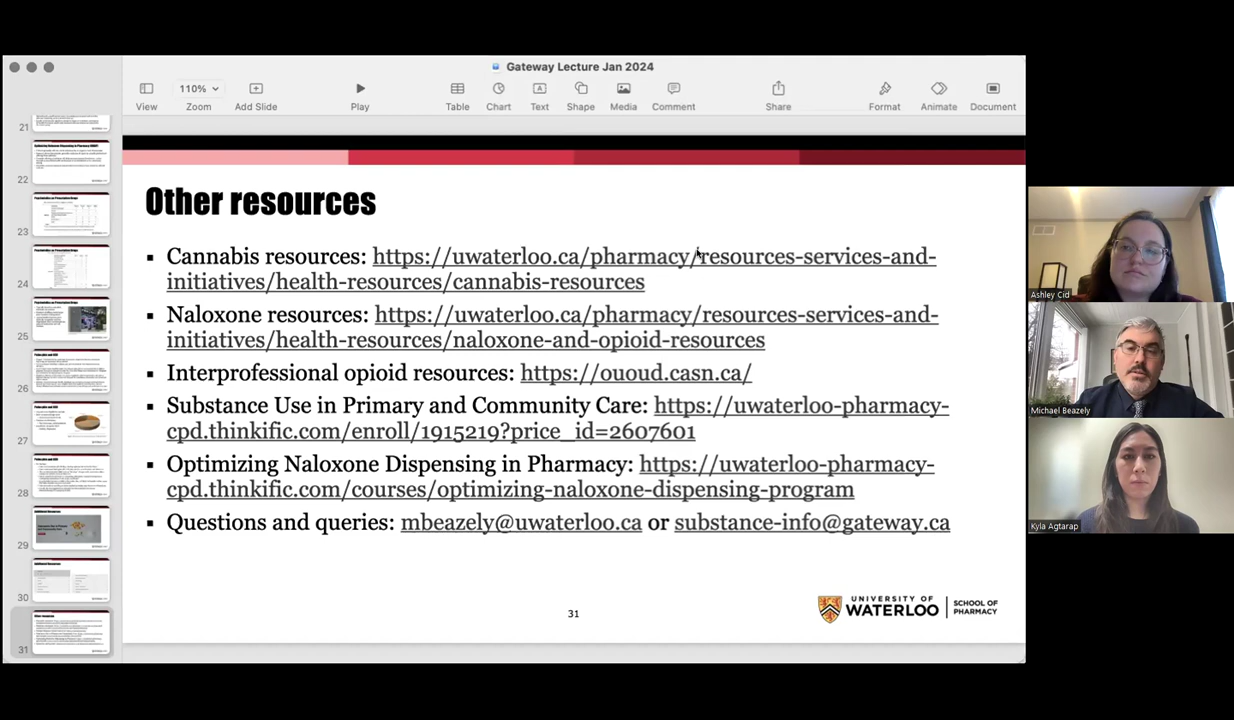 Gateway Lecture Jan 2024
110%
View
Zoom
Add Slide
Play
Table
Chart
Text
Shape
Media
Comment
Share
Format
Animate
Document
21
22
23
24
25
26
27
28
29
30
31
Other resources
Cannabis resources: https://uwaterloo.ca/pharmacy/resources-services-and-
initiatives/health-resources/cannabis-resources
Naloxone resources: https://uwaterloo.ca/pharmacy/resources-services-and-
initiatives/health-resources/naloxone-and-opioid-resources
Interprofessional opioid resources: https://ououd.casn.ca/
Substance Use in Primary and Community Care: https://uwaterloo-pharmacy-
cpd.thinkific.com/enroll/1915219?price_id=2607601
Optimizing Naloxone Dispensing in Pharmacy: https://uwaterloo-pharmacy-
cpd.thinkific.com/courses/optimizing-naloxone-dispensing-program
Questions and queries: mbeazely@uwaterloo.ca or substance-info@gateway.ca
31
UNIVERSITY OF
WATERLOO
SCHOOL OF
PHARMACY
Ashley Cid
Michael Beazely
Kyla Agtarap